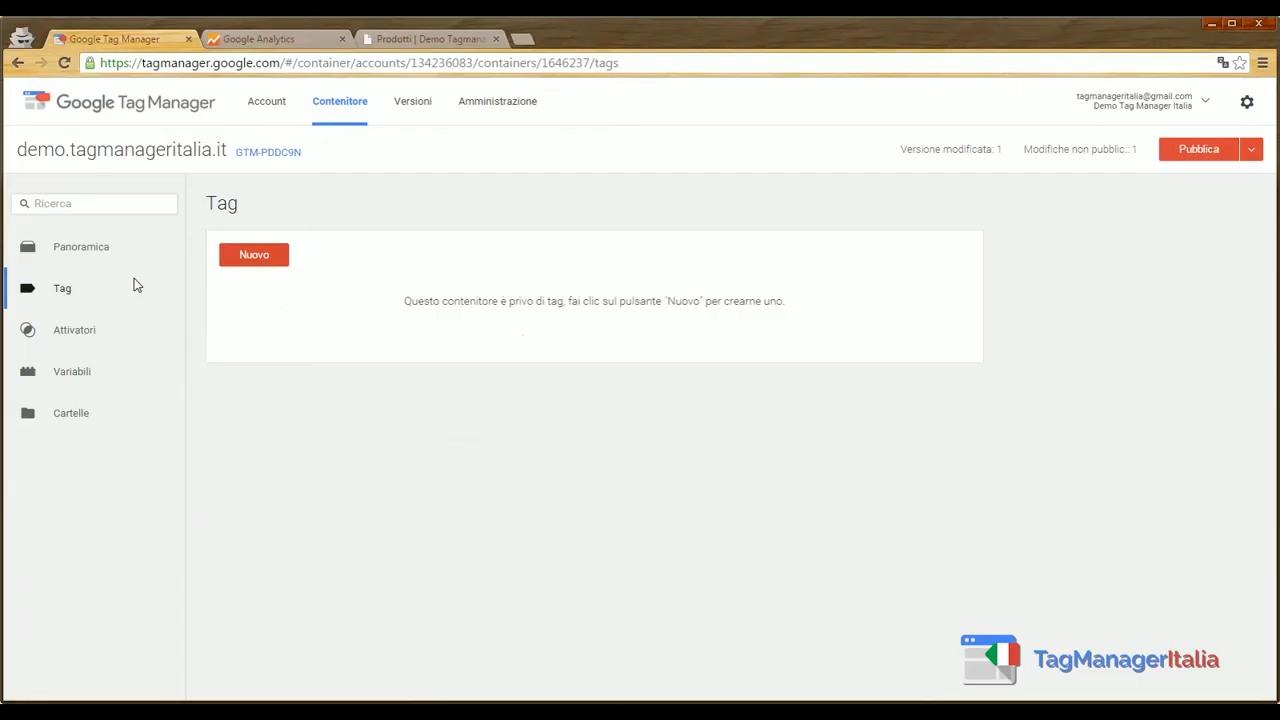 Google Tag Manager
Google Analytics
Prodotti | Demo Tagmana
https://tagmanager.google.com/#/container/accounts/134236083/containers/1646237/tags
Google Tag Manager
Account
Contenitore
Versioni
Amministrazione
tagmanageritalia@gmail.com
Demo Tag Manager Italia
demo.tagmanageritalia.it
GTM-PDDC9N
Versione modificata: 1
Modifiche non pubblic.: 1
Pubblica
Ricerca
Tag
Panoramica
Nuovo
Tag
Questo contenitore è privo di tag, fai clic sul pulsante "Nuovo" per crearne uno.
Attivatori
Variabili
Cartelle
TagManagerItalia